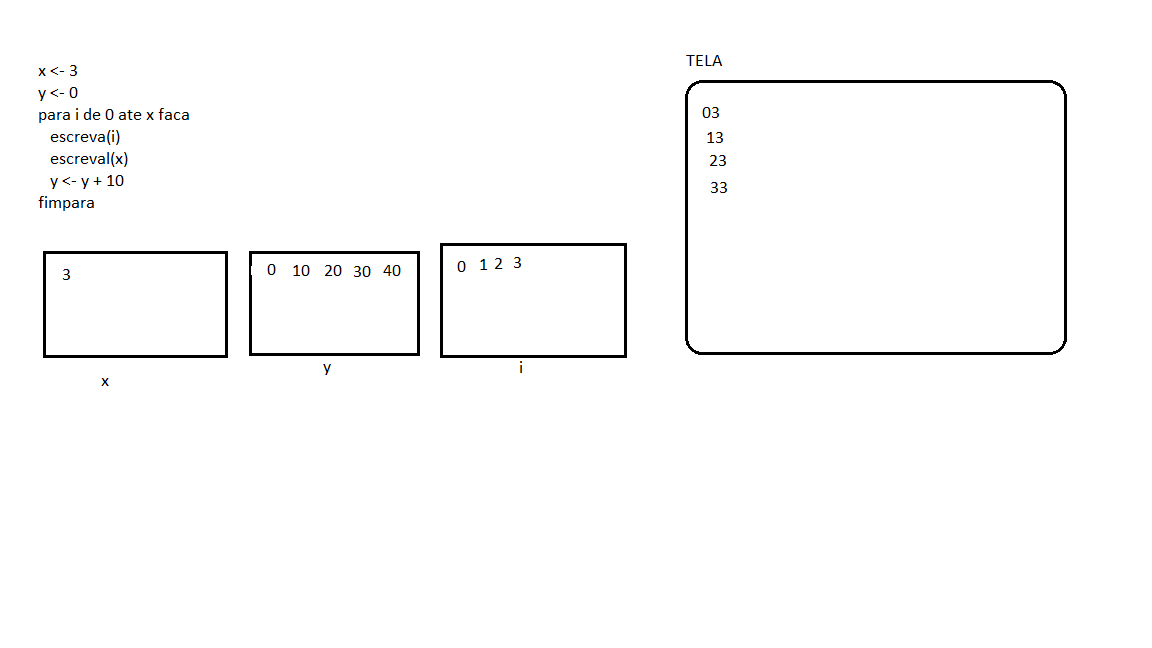 x <- 3
y <- 0
para i de 0 ate x faca
escreva(i)
escreval(x)
y <- y + 10
fimpara
TELA
03
13
23
33
3
x
0 10 20 30 40
y
0 1 2 3
i